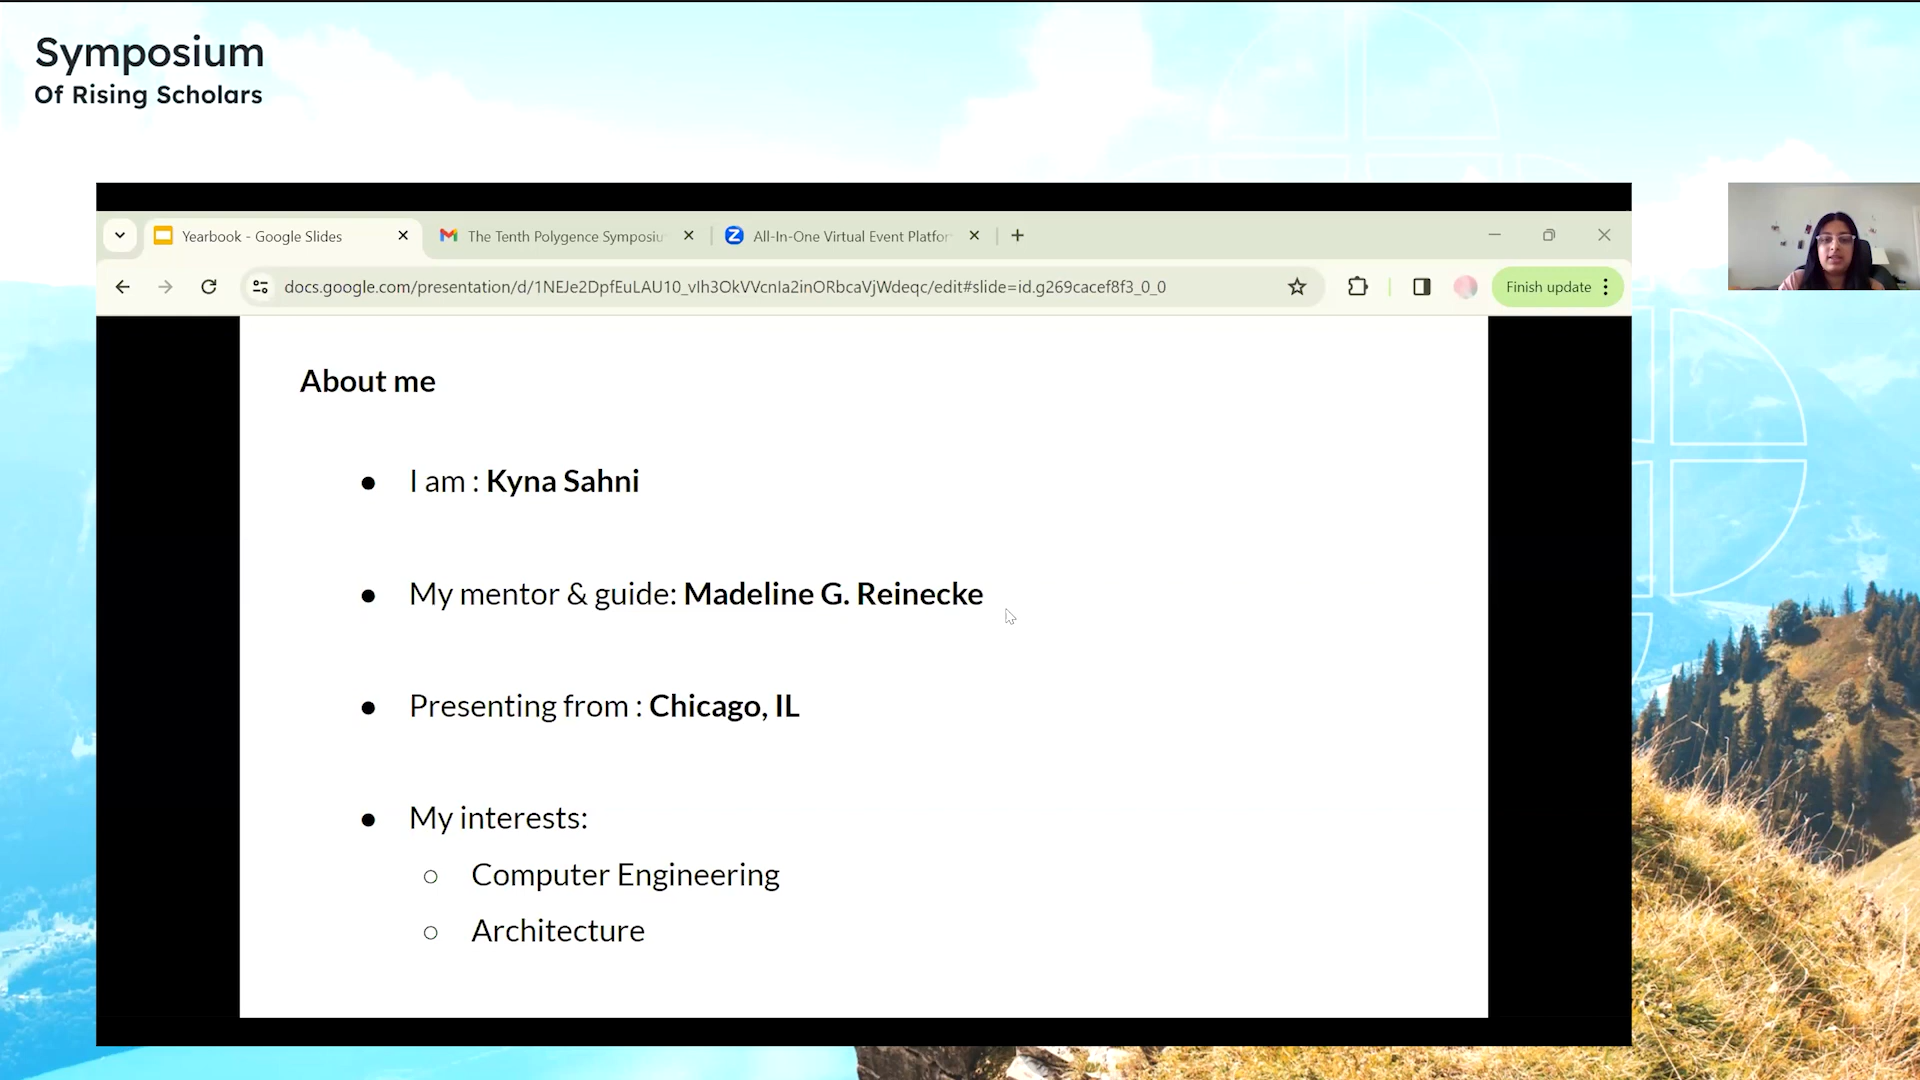 Symposium
Of Rising Scholars
Yearbook - Google Slides
The Tenth Polygence Symposiu
All-In-One Virtual Event Platfor
docs.google.com/presentation/d/1NEJe2DpfEuLAU10_vIh3OkVVcnIa2inORbcaVjWdeqc/edit#slide=id.g269cacef8f3_0_0
Finish update
About me
● I am : Kyna Sahni
● My mentor & guide: Madeline G. Reinecke
● Presenting from : Chicago, IL
● My interests:
○ Computer Engineering
○ Architecture